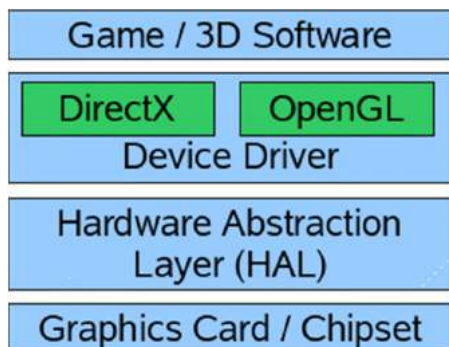 Game / 3D Software
DirectX OpenGL
Device Driver
Hardware Abstraction
Layer (HAL)
Graphics Card / Chipset